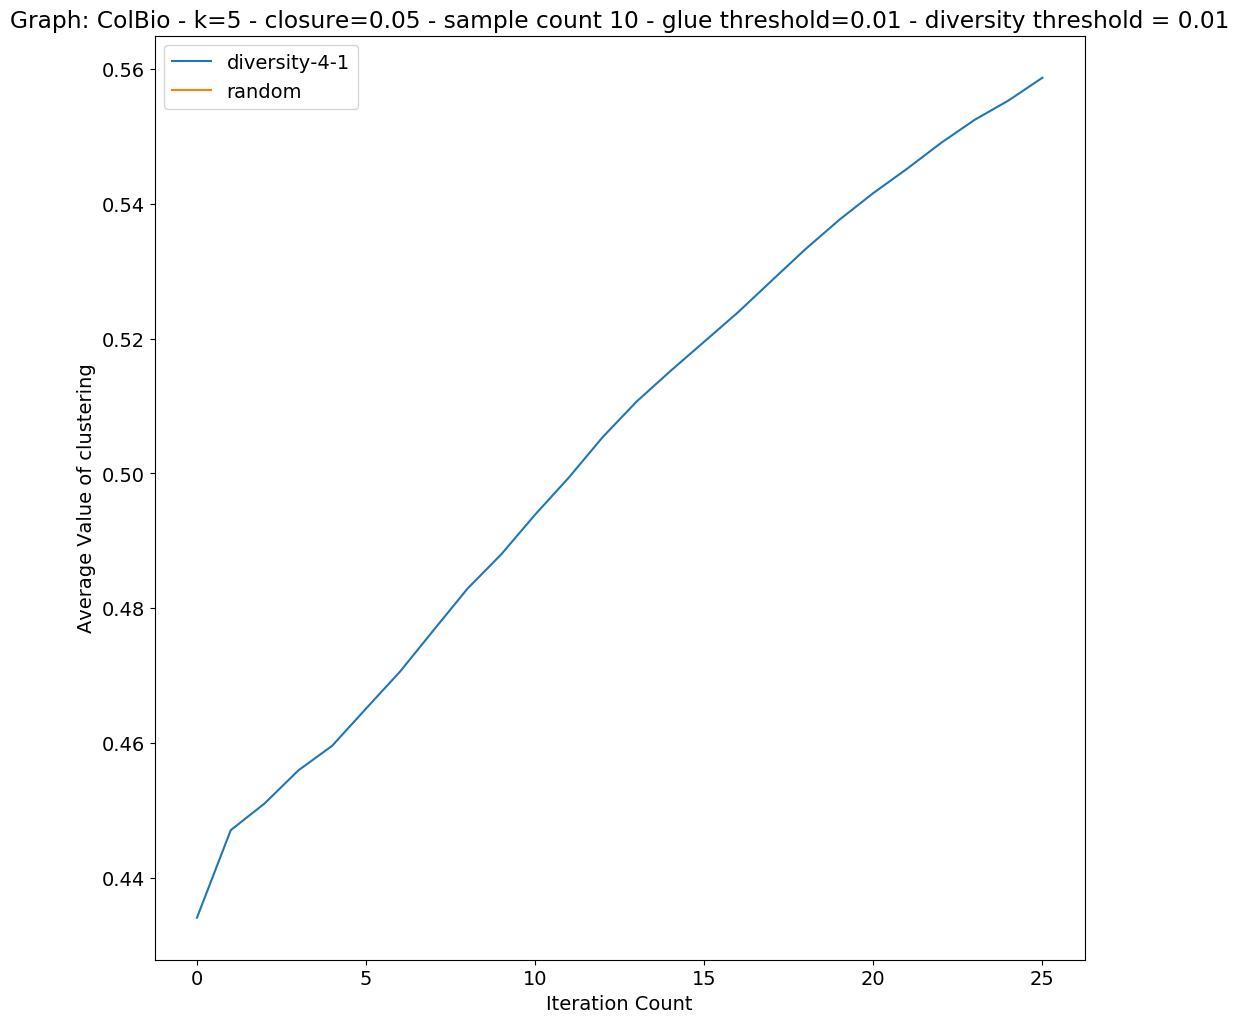 Graph: ColBio - k=5 - closure=0.05 - sample count 10 - glue threshold=0.01 - diversity threshold = 0.01
diversity-4-1
random
0.56
0.54
0.52
0.50
0.48
0.46
0.44
Average Value of clustering
0 5 10 15 20 25
Iteration Count